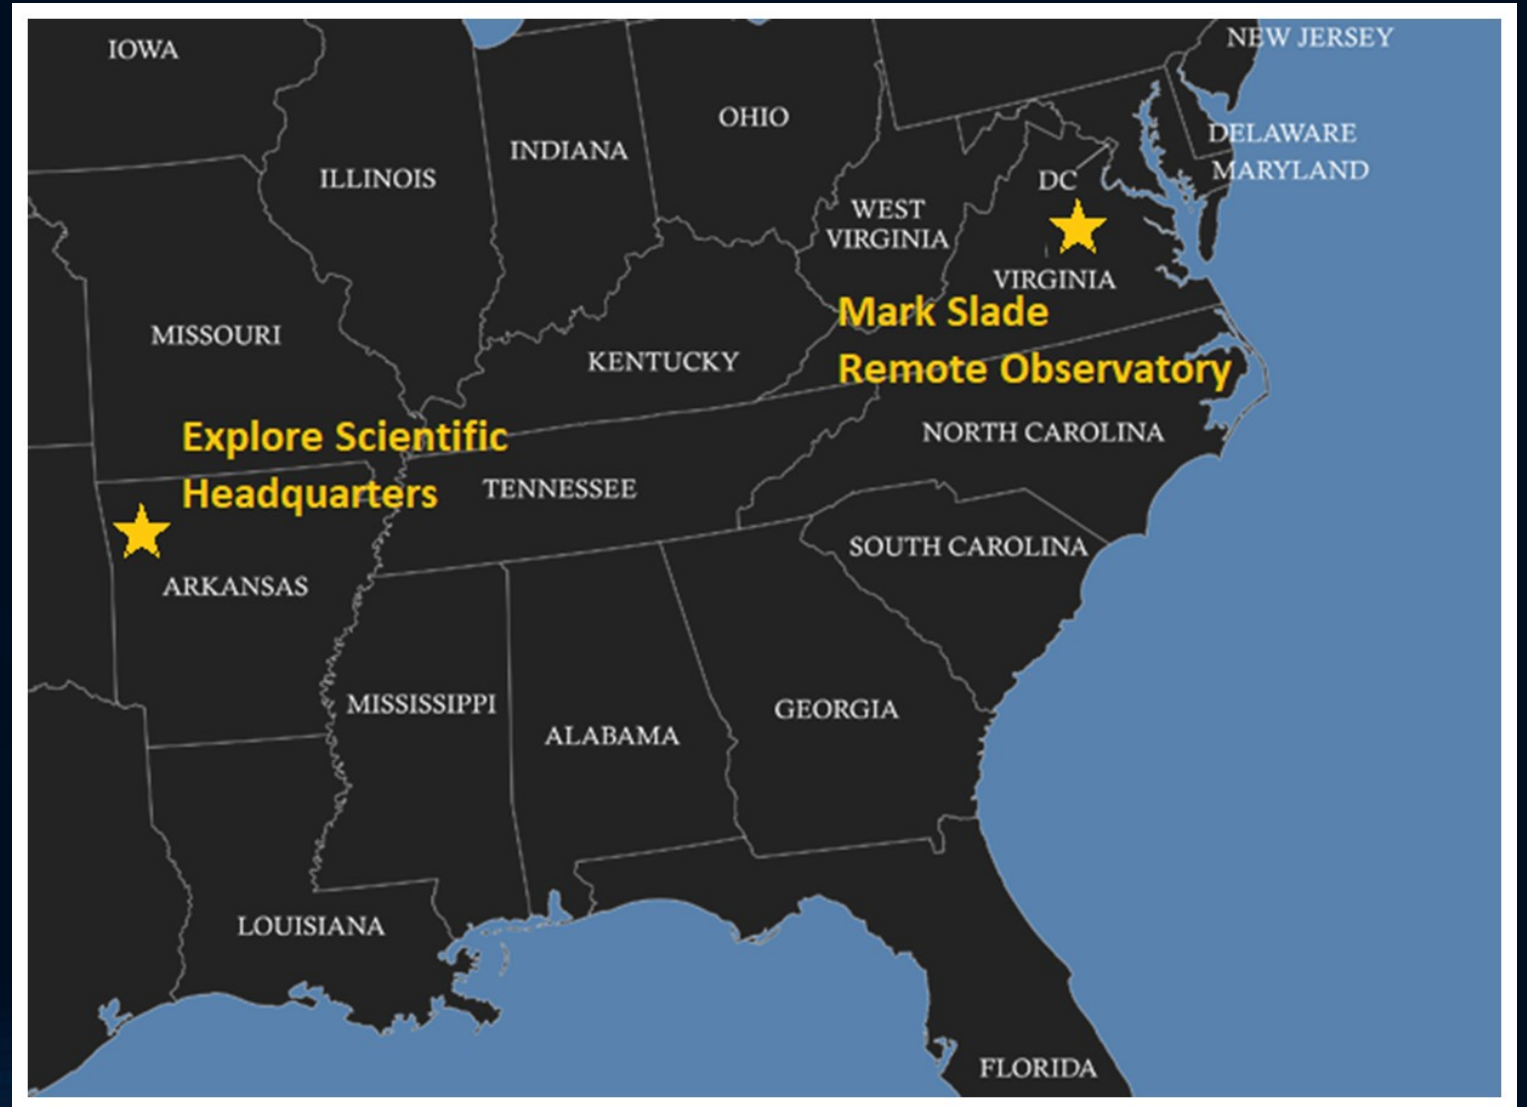 IOWA
NEW JERSEY
OHIO
DELAWARE
INDIANA
MARYLAND
ILLINOIS
DC
WEST
VIRGINIA
VIRGINIA
Mark Slade
Remote Observatory
MISSOURI
KENTUCKY
Explore Scientific
Headquarters
NORTH CAROLINA
TENNESSEE
SOUTH CAROLINA
ARKANSAS
MISSISSIPPI
GEORGIA
ALABAMA
LOUISIANA
FLORIDA